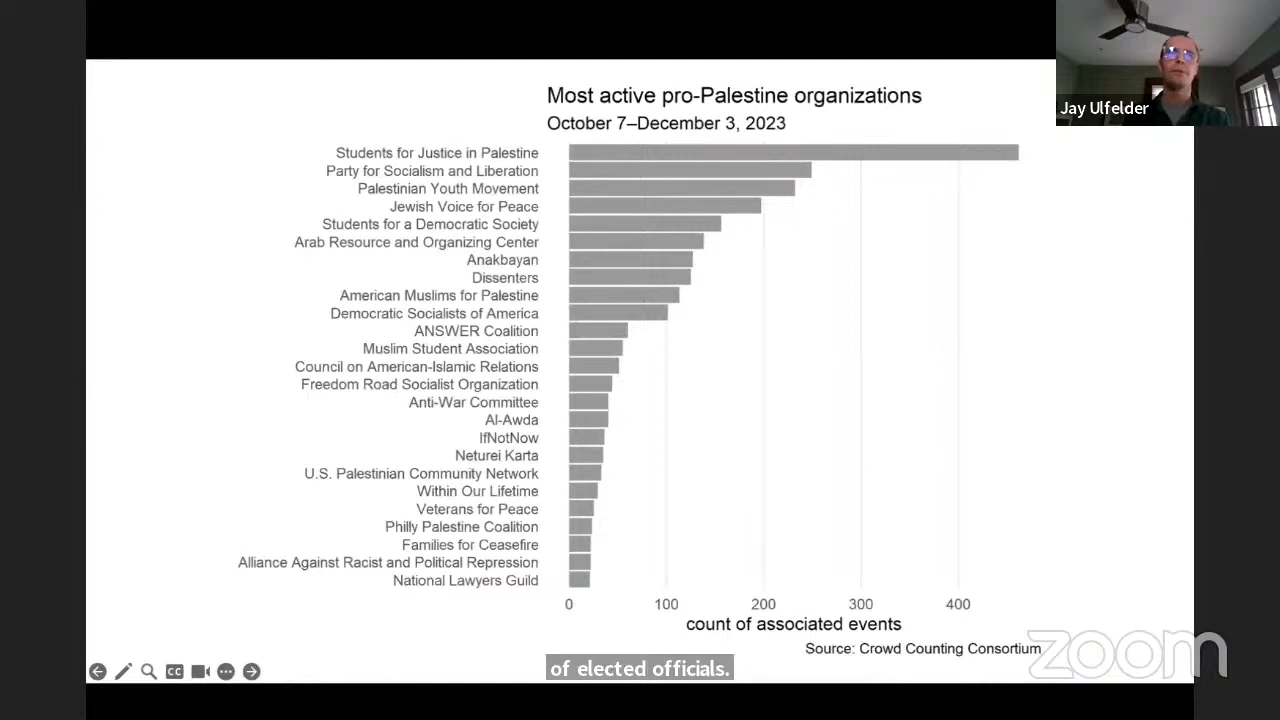 Most active pro-Palestine organizations
October 7–December 3, 2023
Jay Ulfelder
Students for Justice in Palestine
Party for Socialism and Liberation
Palestinian Youth Movement
Jewish Voice for Peace
Students for a Democratic Society
Arab Resource and Organizing Center
Anakbayan
Dissenters
American Muslims for Palestine
Democratic Socialists of America
ANSWER Coalition
Muslim Student Association
Council on American-Islamic Relations
Freedom Road Socialist Organization
Anti-War Committee
Al-Awda
IfNotNow
Neturei Karta
U.S. Palestinian Community Network
Within Our Lifetime
Veterans for Peace
Philly Palestine Coalition
Families for Ceasefire
Alliance Against Racist and Political Repression
National Lawyers Guild
0 100 200 300 400
count of associated events
Source: Crowd Counting Consortium
of elected officials.
CC
zoom